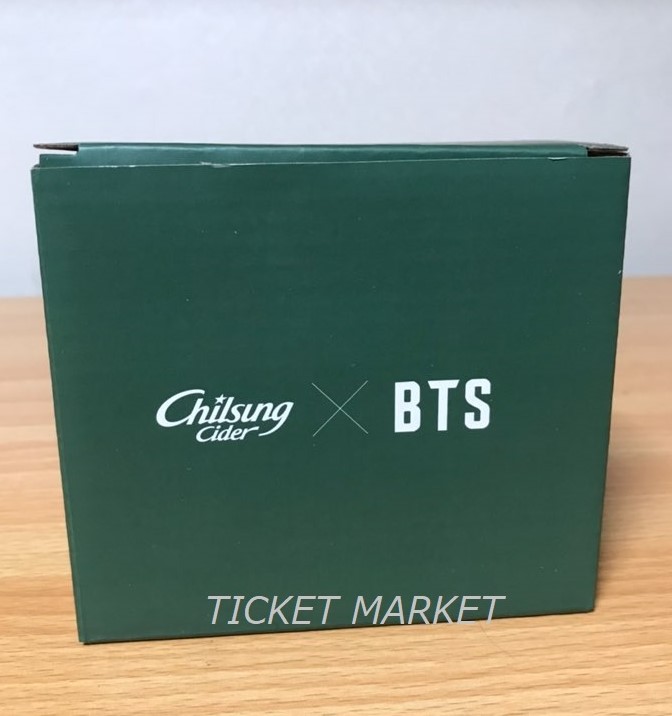 Chilsung
Cider
BTS
TICKET MARKET